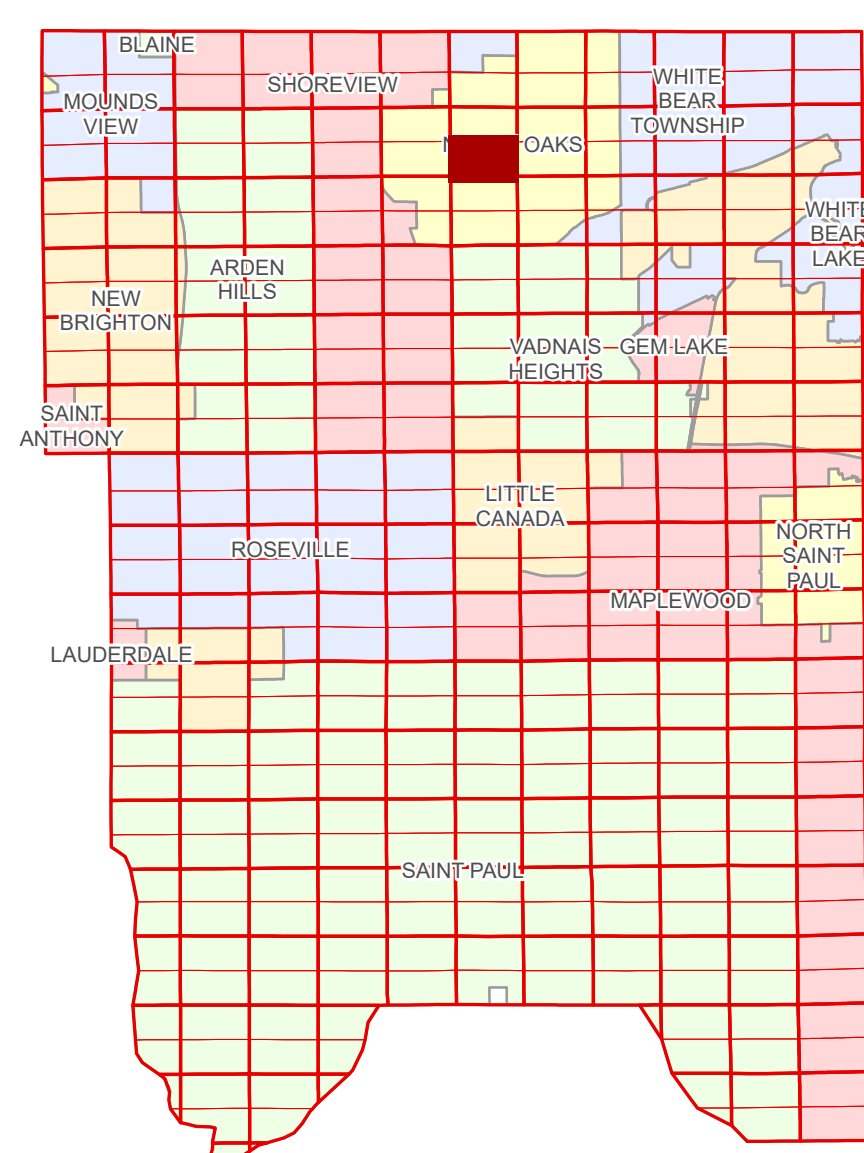 BLAINE
SHOREVIEW
WHITE
BEAR
TOWNSHIP
MOUNDS
VIEW
OAKS
WHITE
BEAR
LAKE
ARDEN
HILLS
NEW
BRIGHTON
VADNAIS
HEIGHTS
GEM LAKE
SAINT
ANTHONY
LITTLE
CANADA
NORTH
SAINT
PAUL
ROSEVILLE
MAPLEWOOD
LAUDERDALE
SAINT PAUL